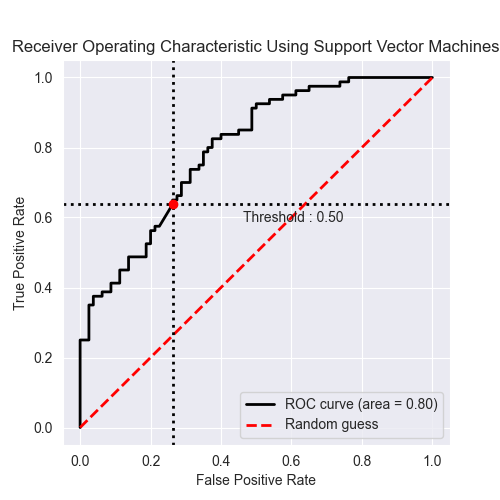 Receiver Operating Characteristic Using Support Vector Machines
1.0
0.8
0.6
0.4
0.2
0.0
True Positive Rate
Threshold : 0.50
ROC curve (area = 0.80)
Random guess
0.0 0.2 0.4 0.6 0.8 1.0
False Positive Rate